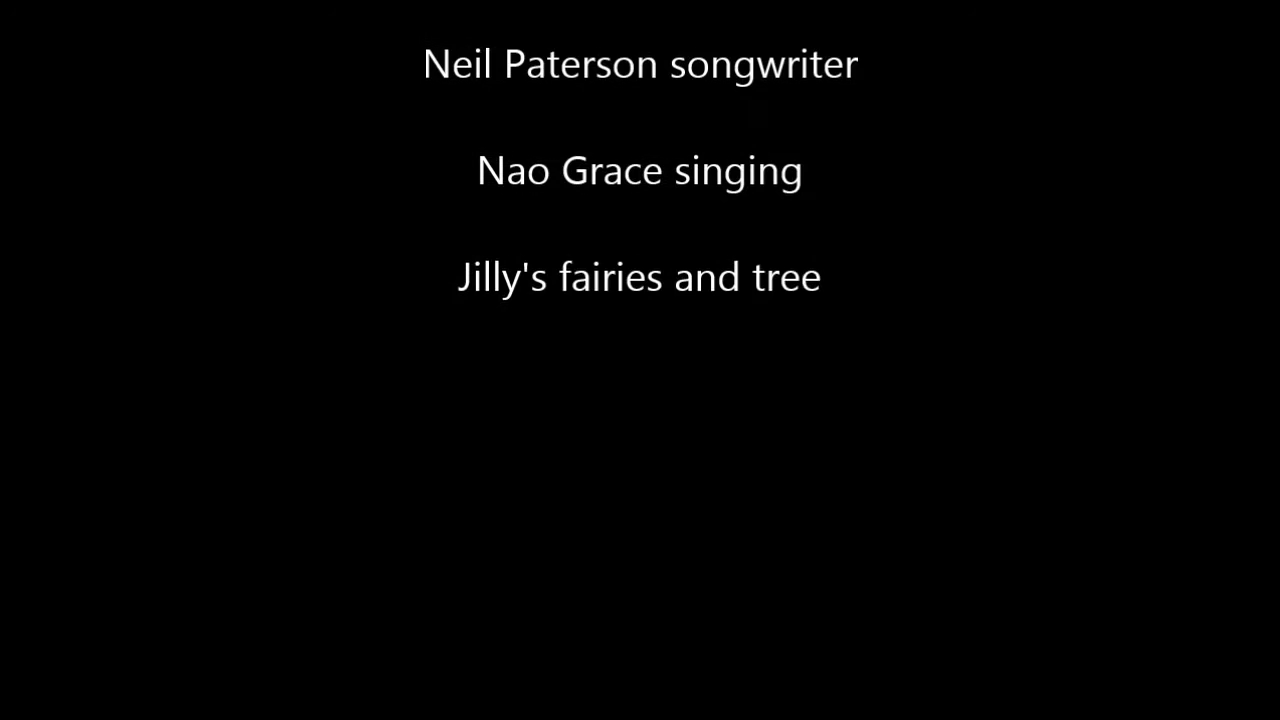 Neil Paterson songwriter
Nao Grace singing
Jilly's fairies and tree